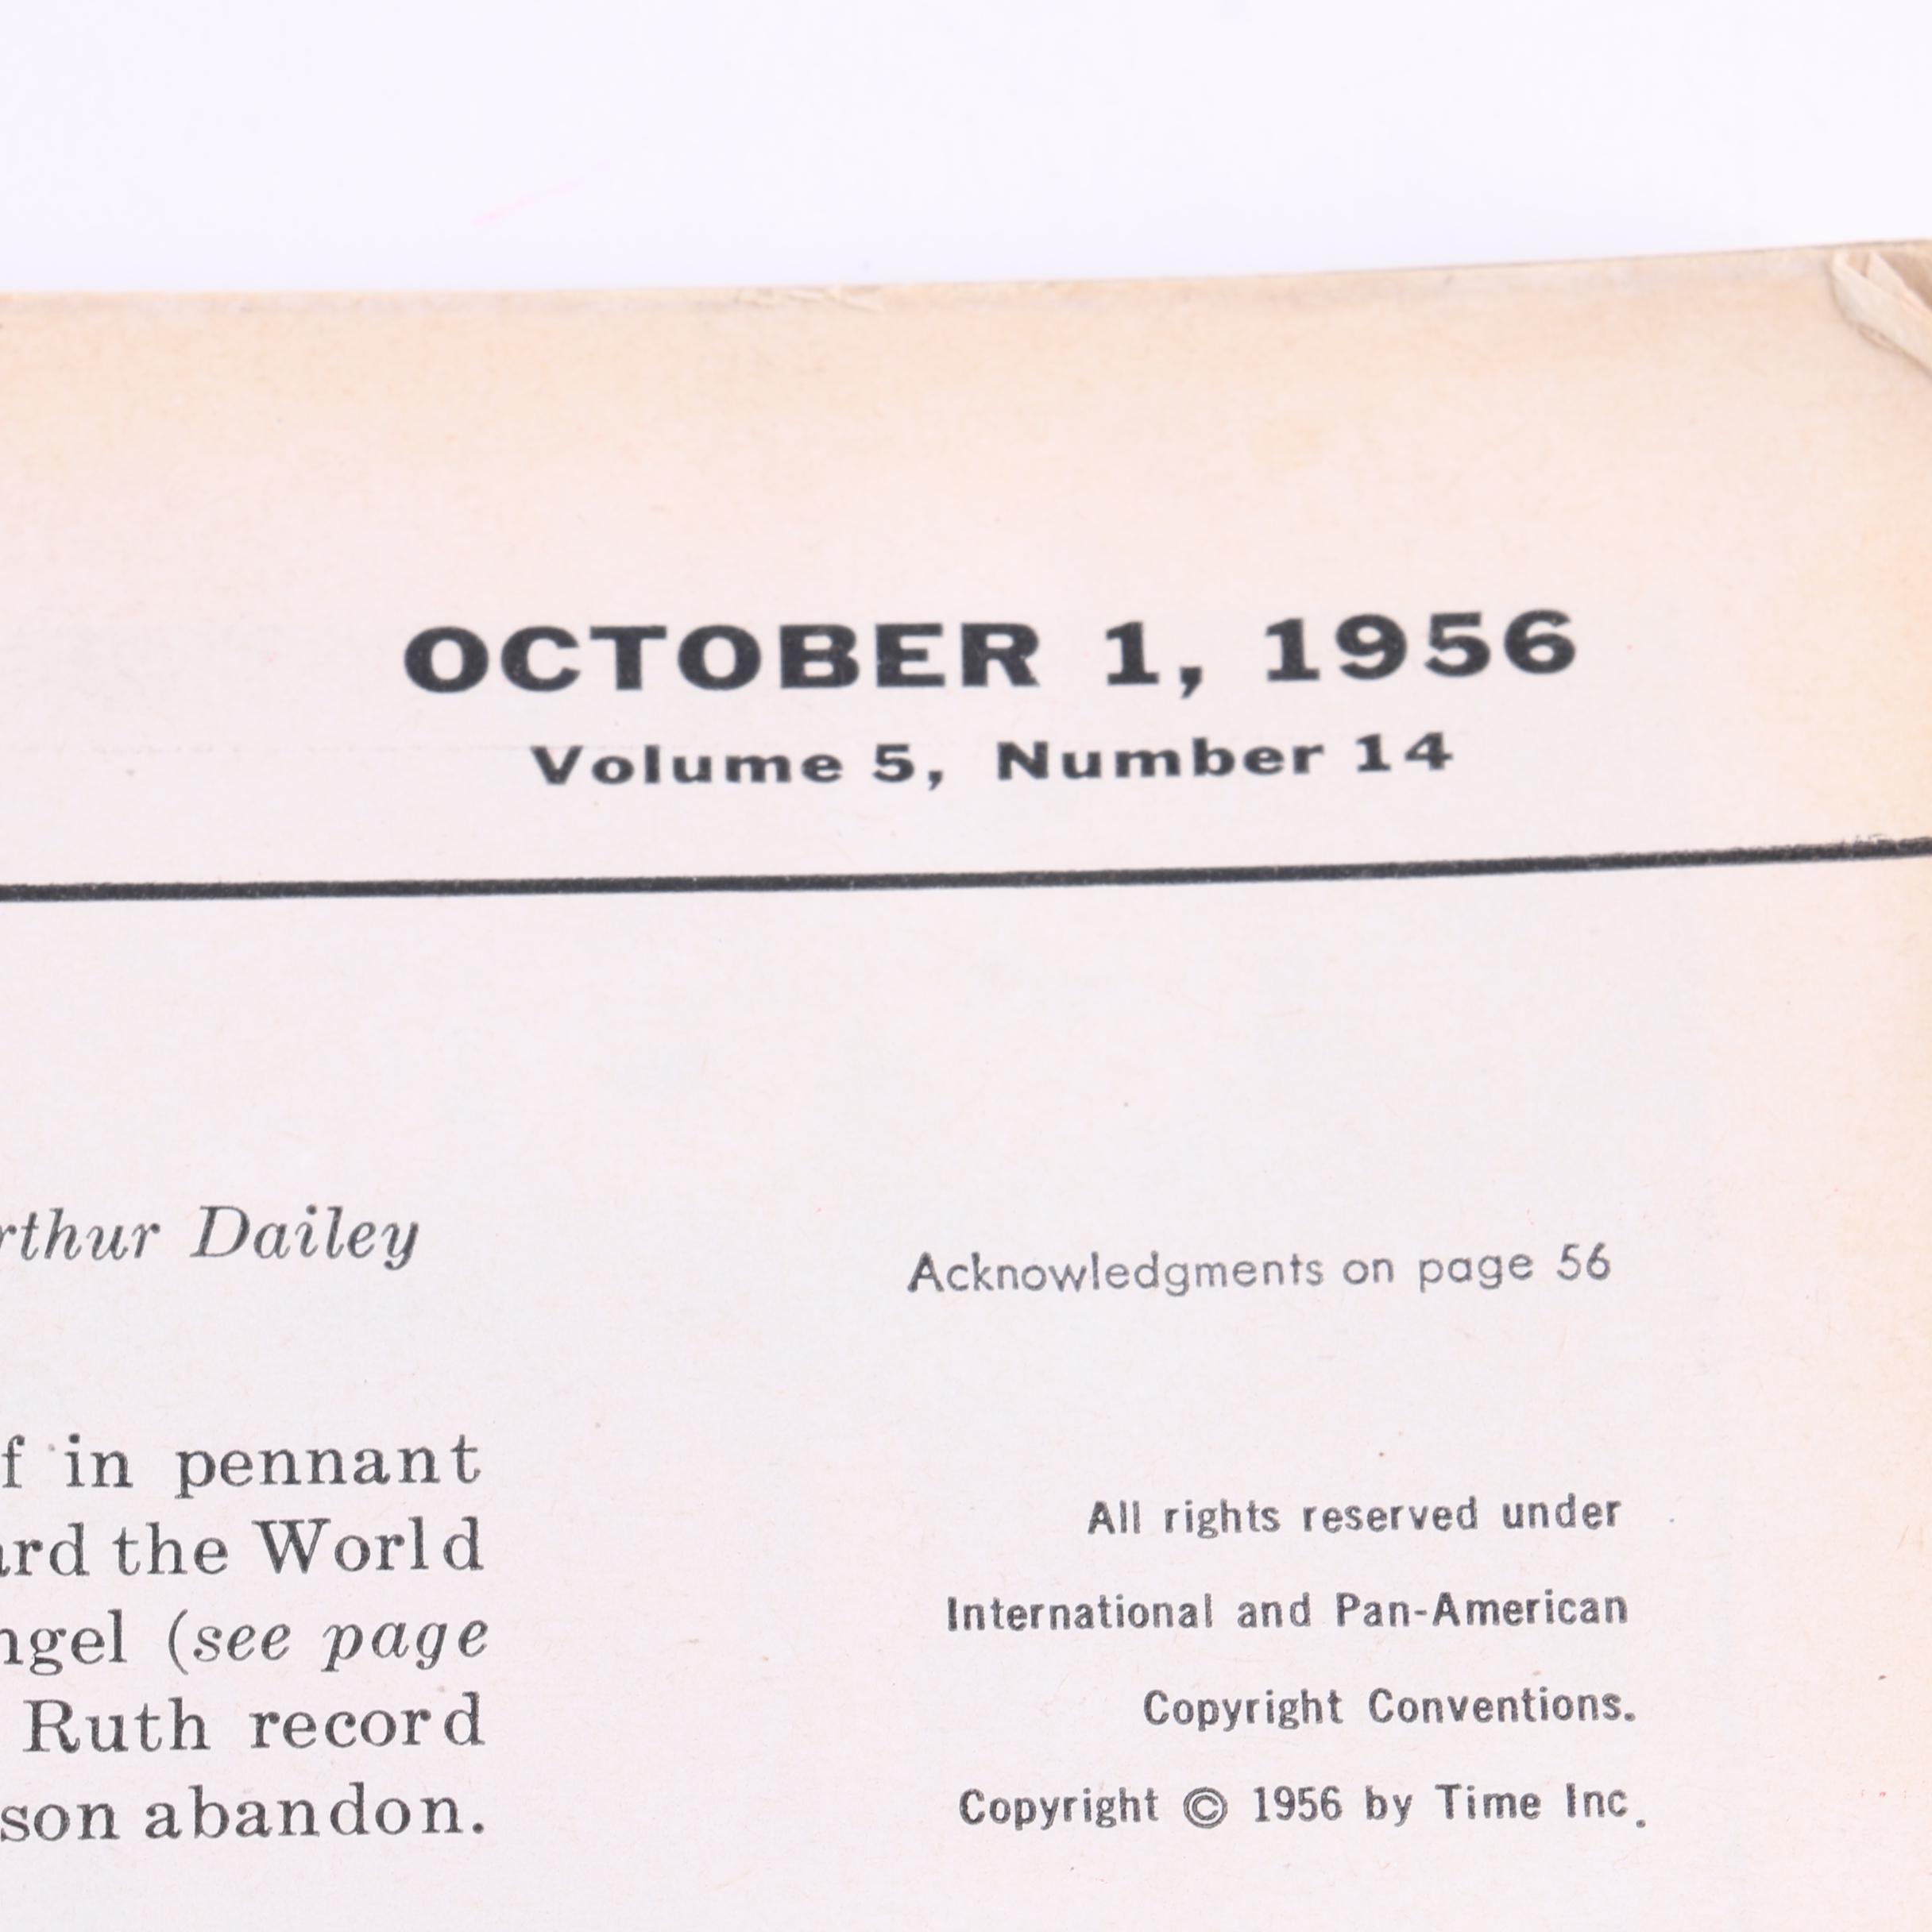 OCTOBER 1, 1956
Volume 5, Number 14
rthur Dailey
Acknowledgments on page 56
f in pennant
ard the World
ngel (see page
Ruth record
son abandon.
All rights reserved under
International and Pan-American
Copyright Conventions.
Copyright © 1956 by Time Inc.